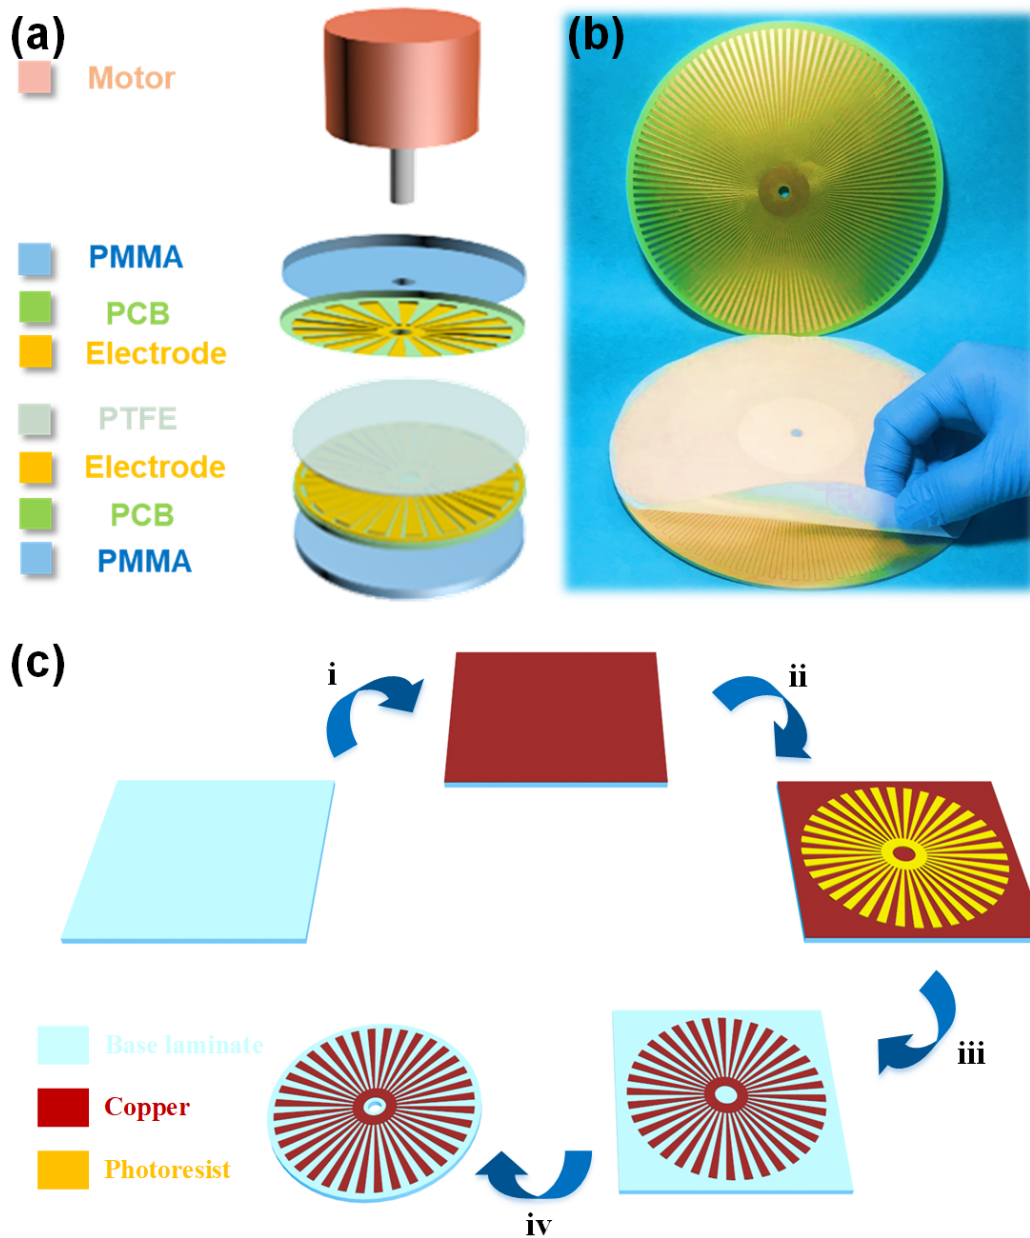 (a)
Motor
PMMA
PCB
Electrode
PTFE
Electrode
PCB
PMMA
(b)
(c)
i
ii
iii
iv
Base laminate
Copper
Photoresist